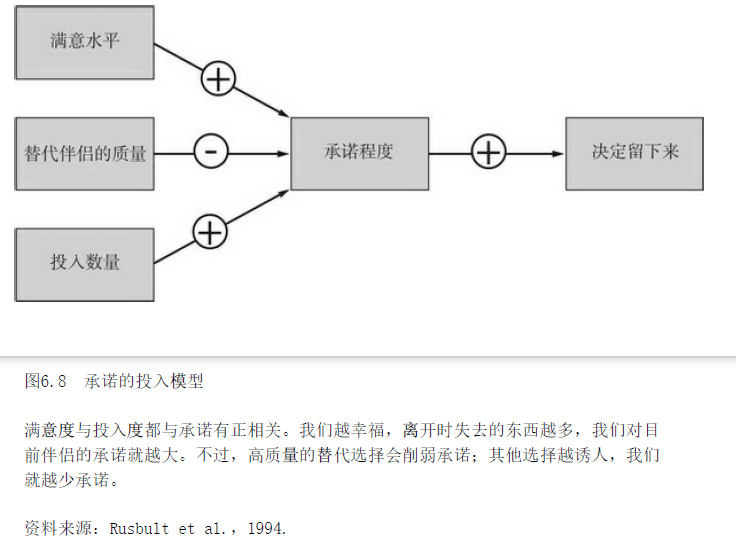 满意水平
+
替代伴侣的质量
-
承诺程度
+
决定留下来
+
投入数量
图6.8 承诺的投入模型
满意度与投入度都与承诺有正相关。我们越幸福，离开时失去的东西越多，我们对目
前伴侣的承诺就越大。不过，高质量的替代选择会削弱承诺；其他选择越诱人，我们
就越少承诺。
资料来源：Rusbult et al.，1994.